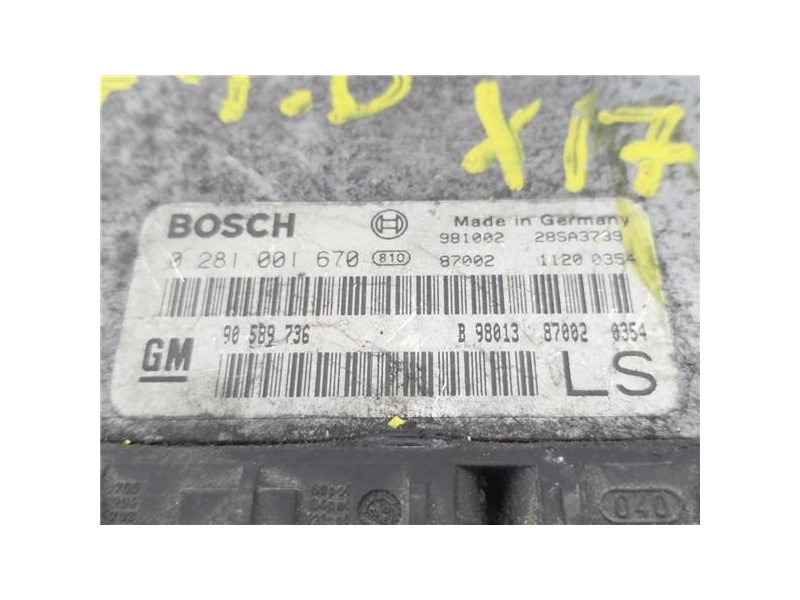 X17
BOSCH
Made in Germany
981002 28SA3739
0 281 001 670 810 87002 1120 0354
GM 90 589 736 B 98013 87002 0354
LS
040